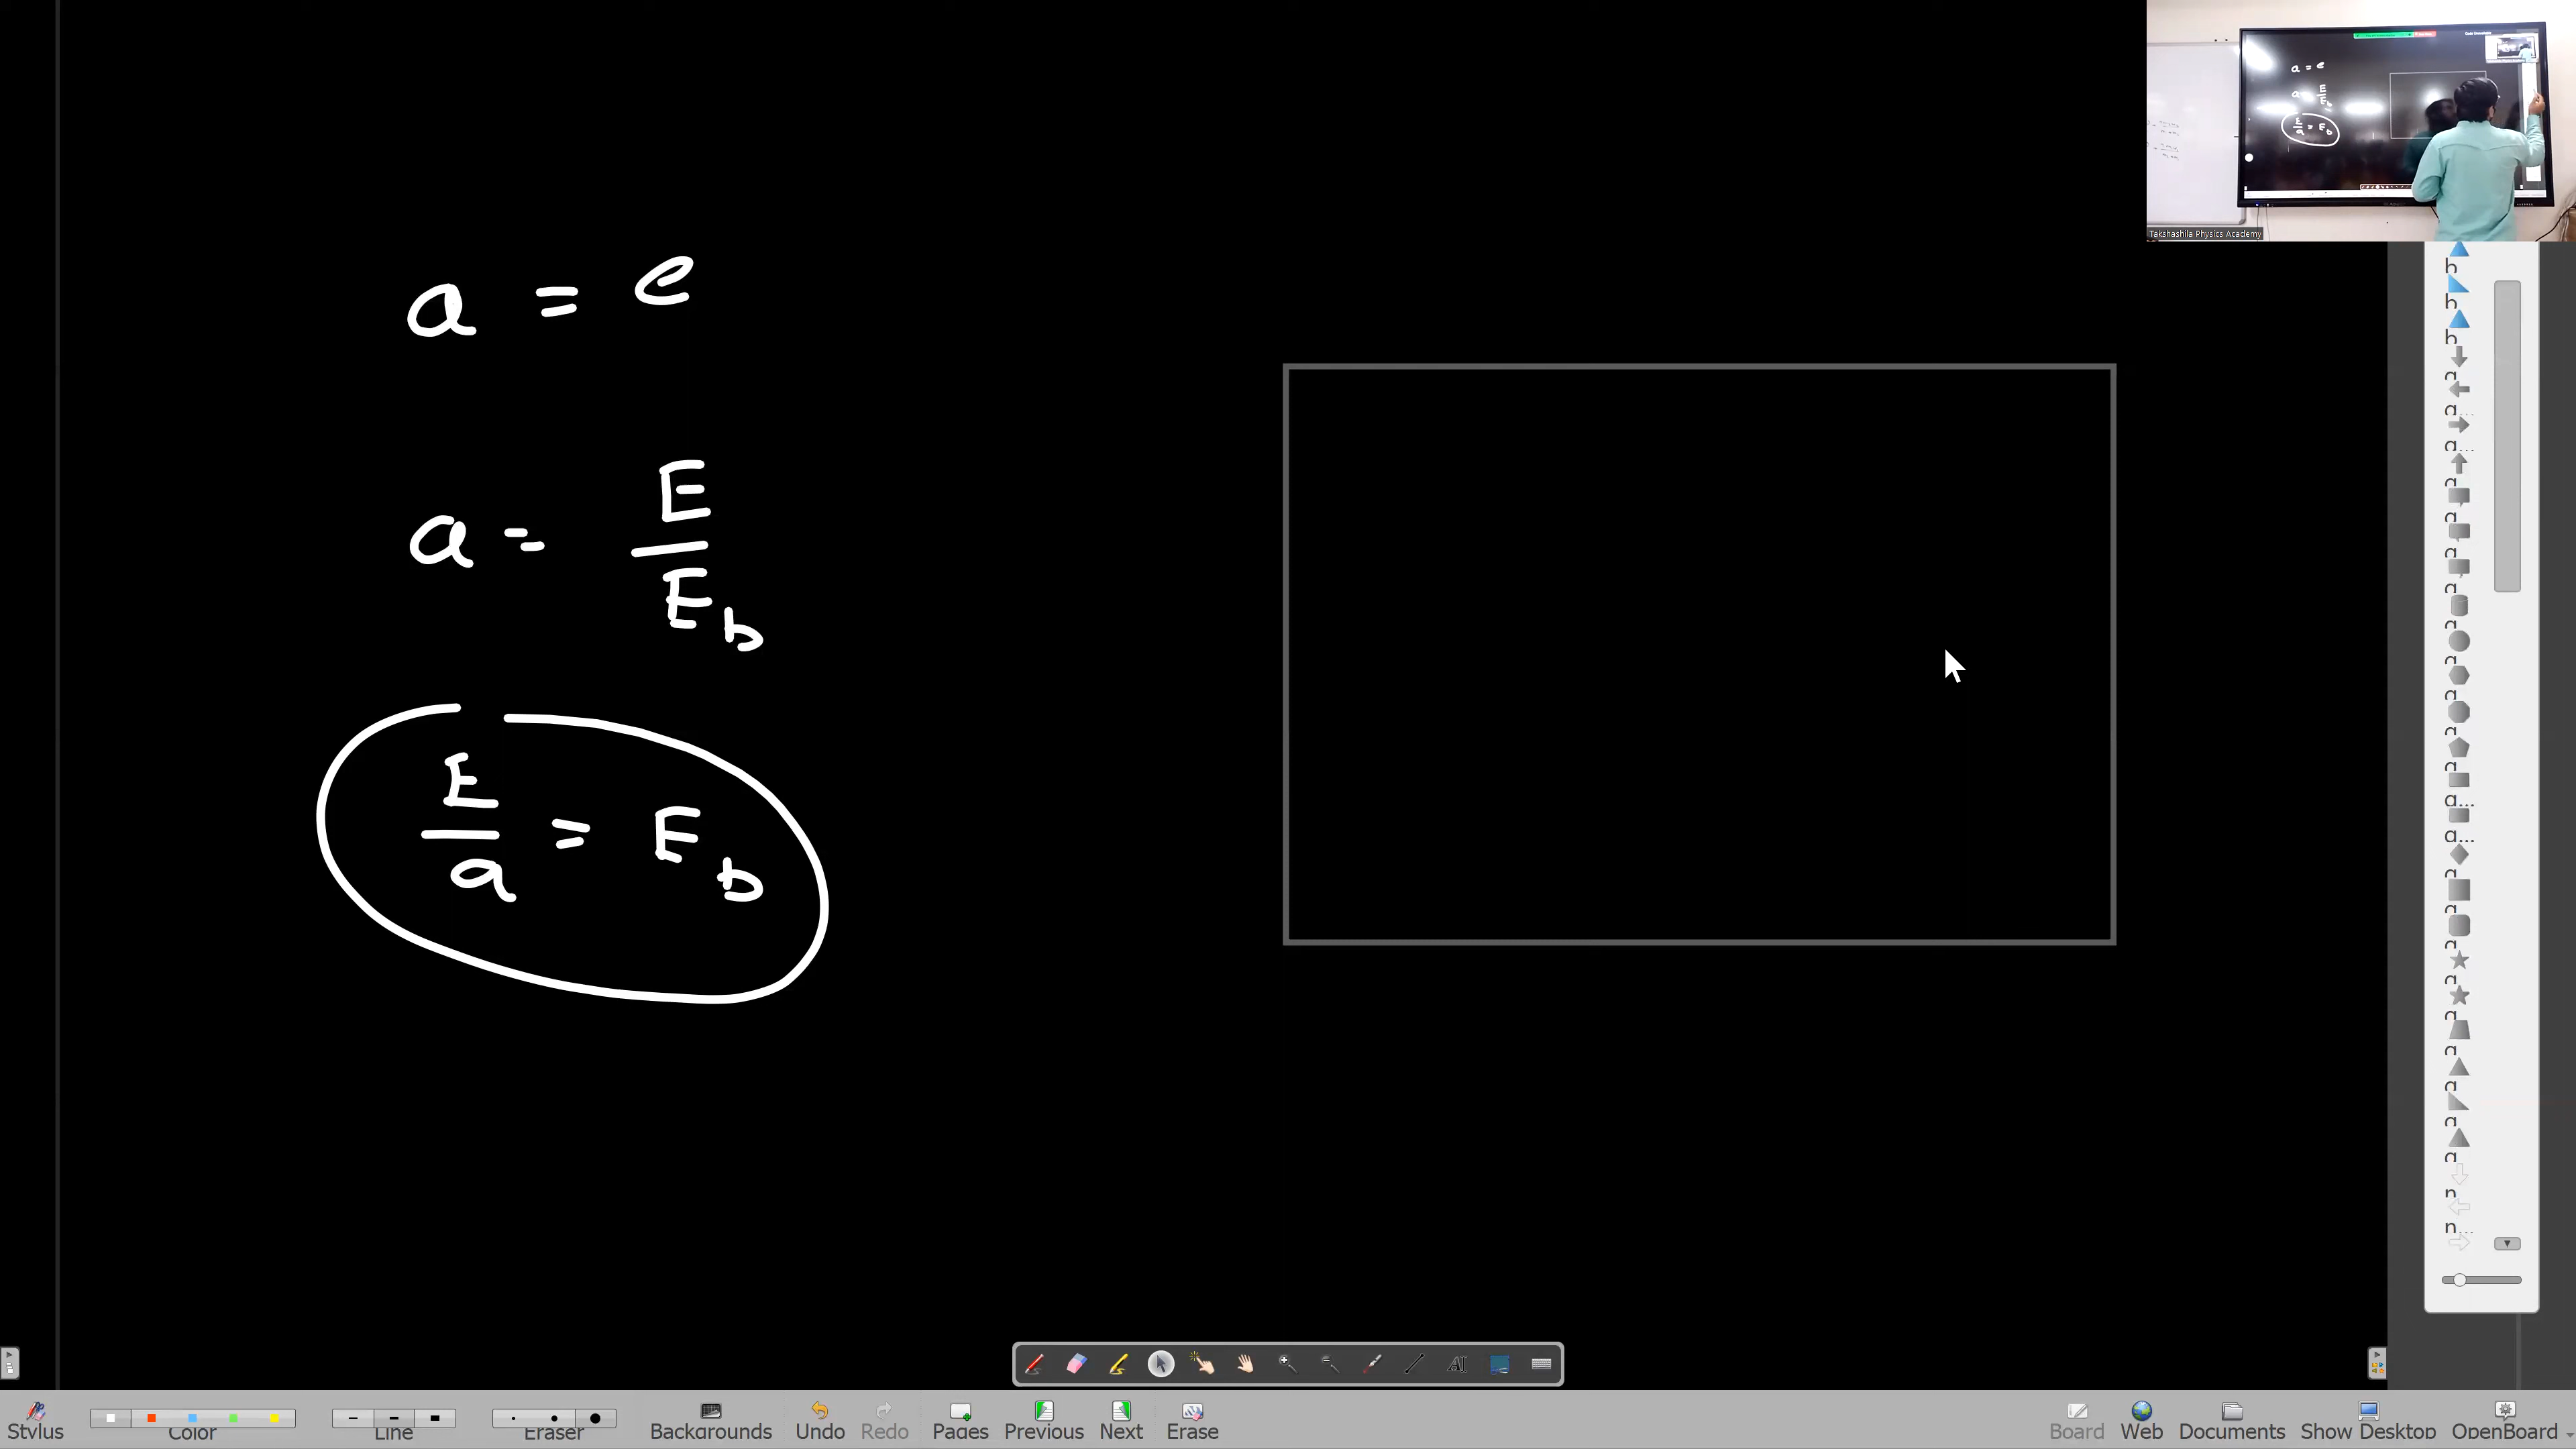 a = e
a = E / E_b
E / a = E_b
Takshashila Physics Academy
b
b
b
a
a...
a...
a
a
a
a
a
a
a
a
a
a
a...
a...
a
a
a
a
a
a
a
a
a
n
n...
Stylus
Color
Line
Eraser
Backgrounds
Undo
Redo
Pages
Previous
Next
Erase
AI
Board
Web
Documents
Show Desktop
OpenBoard